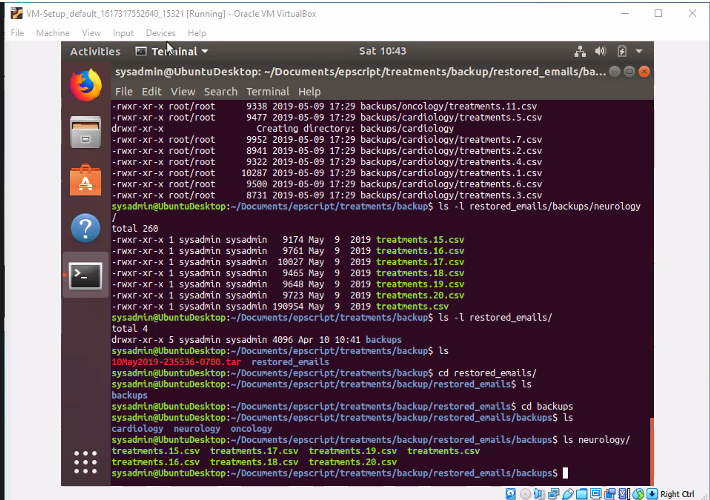 VM-Setup_default_1617317552640_15321 [Running] - Oracle VM VirtualBox
File Machine View Input Devices Help
Activities Terminal Sat 10:43
sysadmin@UbuntuDesktop: ~/Documents/epscript/treatments/backup/restored_emails/ba...
File Edit View Search Terminal Help
-rwxr-xr-x root/root 9338 2019-05-09 17:29 backups/oncology/treatments.11.csv
-rwxr-xr-x root/root 9477 2019-05-09 17:29 backups/cardiology/treatments.5.csv
drwxr-xr-x Creating directory: backups/cardiology
-rwxr-xr-x root/root 9952 2019-05-09 17:29 backups/cardiology/treatments.7.csv
-rwxr-xr-x root/root 8941 2019-05-09 17:29 backups/cardiology/treatments.2.csv
-rwxr-xr-x root/root 9322 2019-05-09 17:29 backups/cardiology/treatments.4.csv
-rwxr-xr-x root/root 10287 2019-05-09 17:29 backups/cardiology/treatments.1.csv
-rwxr-xr-x root/root 9500 2019-05-09 17:29 backups/cardiology/treatments.6.csv
-rwxr-xr-x root/root 8731 2019-05-09 17:29 backups/cardiology/treatments.3.csv
sysadmin@UbuntuDesktop:~/Documents/epscript/treatments/backup$ ls -l restored_emails/backups/neurology
/
total 260
-rwxr-xr-x 1 sysadmin sysadmin 9174 May 9 2019 treatments.15.csv
-rwxr-xr-x 1 sysadmin sysadmin 9761 May 9 2019 treatments.16.csv
-rwxr-xr-x 1 sysadmin sysadmin 10027 May 9 2019 treatments.17.csv
-rwxr-xr-x 1 sysadmin sysadmin 9465 May 9 2019 treatments.18.csv
-rwxr-xr-x 1 sysadmin sysadmin 9648 May 9 2019 treatments.19.csv
-rwxr-xr-x 1 sysadmin sysadmin 9723 May 9 2019 treatments.20.csv
-rwxr-xr-x 1 sysadmin sysadmin 190954 May 9 2019 treatments.csv
sysadmin@UbuntuDesktop:~/Documents/epscript/treatments/backup$ ls -l restored_emails/
total 4
drwxr-xr-x 5 sysadmin sysadmin 4096 Apr 10 10:41 backups
sysadmin@UbuntuDesktop:~/Documents/epscript/treatments/backup$ ls
10May2019-235536-0700.tar restored_emails
sysadmin@UbuntuDesktop:~/Documents/epscript/treatments/backup$ cd restored_emails/
sysadmin@UbuntuDesktop:~/Documents/epscript/treatments/backup/restored_emails$ ls
backups
sysadmin@UbuntuDesktop:~/Documents/epscript/treatments/backup/restored_emails$ cd backups
sysadmin@UbuntuDesktop:~/Documents/epscript/treatments/backup/restored_emails/backups$ ls
cardiology neurology oncology
sysadmin@UbuntuDesktop:~/Documents/epscript/treatments/backup/restored_emails/backups$ ls neurology/
treatments.15.csv treatments.17.csv treatments.19.csv treatments.csv
treatments.16.csv treatments.18.csv treatments.20.csv
sysadmin@UbuntuDesktop:~/Documents/epscript/treatments/backup/restored_emails/backups$
Right Ctrl